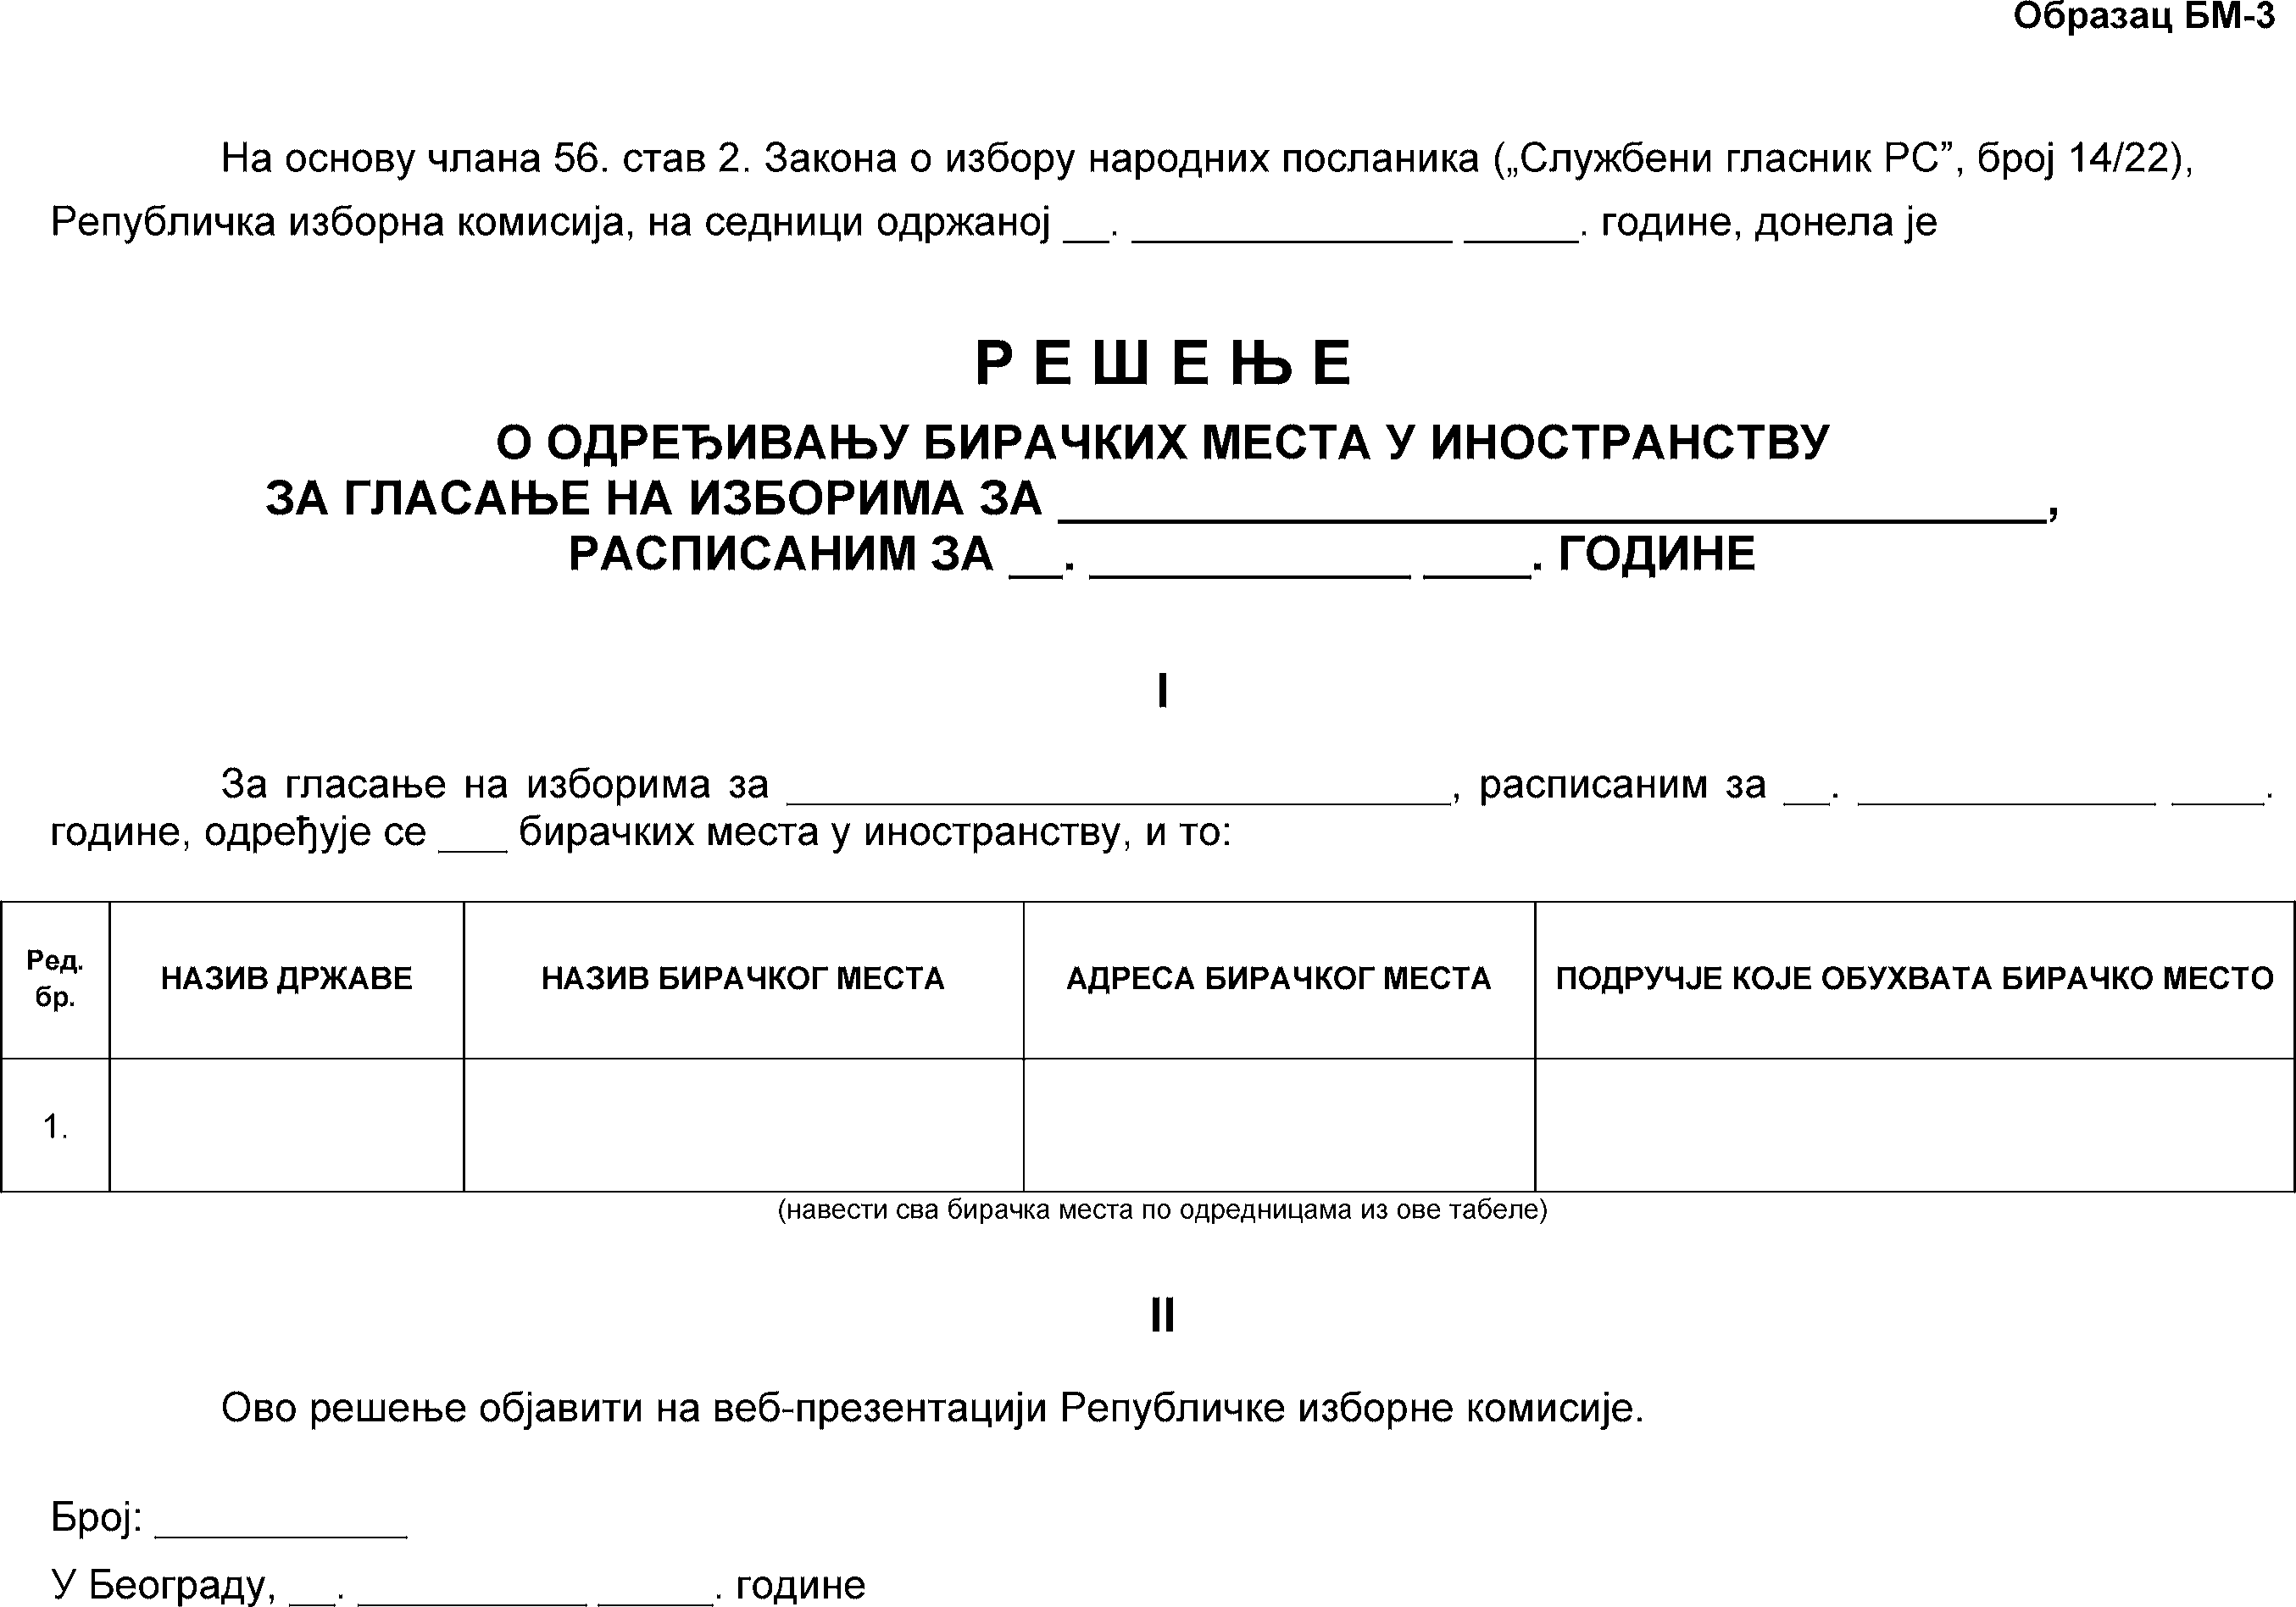 Образац БМ-3
На основу члана 56. став 2. Закона о избору народних посланика („Службени гласник РС”, број 14/22),
Републичка изборна комисија, на седници одржаној __. ______________ _____. године, донела је
Р Е Ш Е Њ Е
О ОДРЕЂИВАЊУ БИРАЧКИХ МЕСТА У ИНОСТРАНСТВУ
ЗА ГЛАСАЊЕ НА ИЗБОРИМА ЗА _____________________________________,
РАСПИСАНИМ ЗА __. ____________ ____. ГОДИНЕ
I
За гласање на изборима за _____________________________, расписаним за __. _____________ ____.
године, одређује се ___ бирачких места у иностранству, и то:
Ред. бр. НАЗИВ ДРЖАВЕ НАЗИВ БИРАЧКОГ МЕСТА АДРЕСА БИРАЧКОГ МЕСТА ПОДРУЧЈЕ КОЈЕ ОБУХВАТА БИРАЧКО МЕСТО
1.
(навести сва бирачка места по одредницама из ове табеле)
II
Ово решење објавити на веб-презентацији Републичке изборне комисије.
Број: ___________
У Београду, __. __________ _____. године